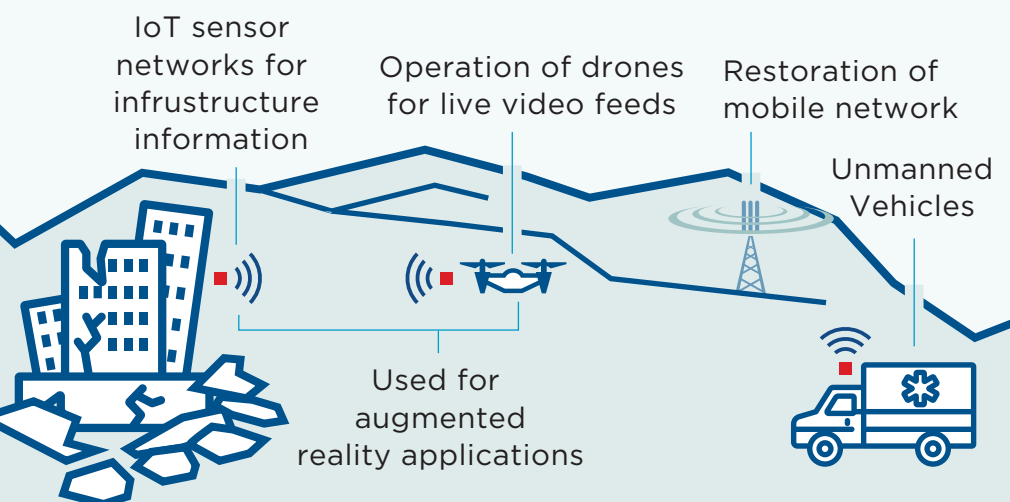 IoT sensor
networks for
infrustructure
information
Operation of drones
for live video feeds
Restoration of
mobile network
Unmanned
Vehicles
Used for
augmented
reality applications